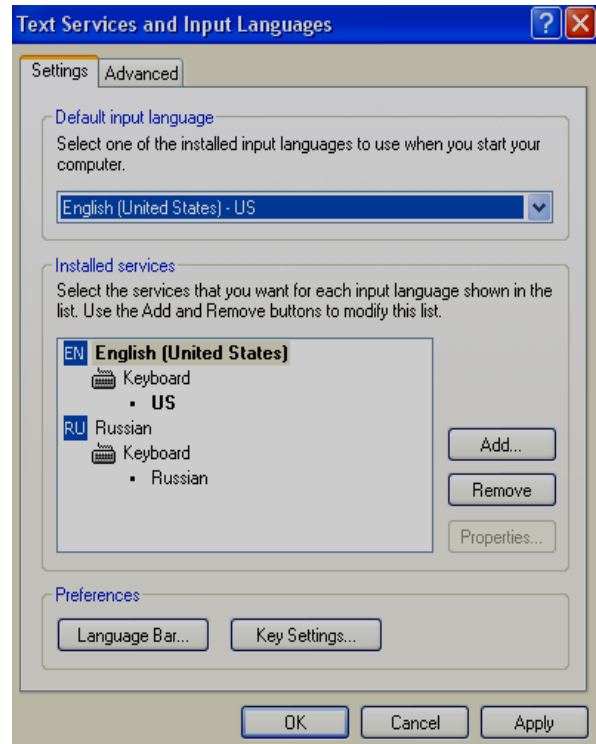 Text Services and Input Languages
?
X
Settings
Advanced
Default input language
Select one of the installed input languages to use when you start your
computer.
English (United States) - US
Installed services
Select the services that you want for each input language shown in the
list. Use the Add and Remove buttons to modify this list.
EN English (United States)
Keyboard
• US
RU Russian
Keyboard
• Russian
Add...
Remove
Properties...
Preferences
Language Bar...
Key Settings...
OK
Cancel
Apply